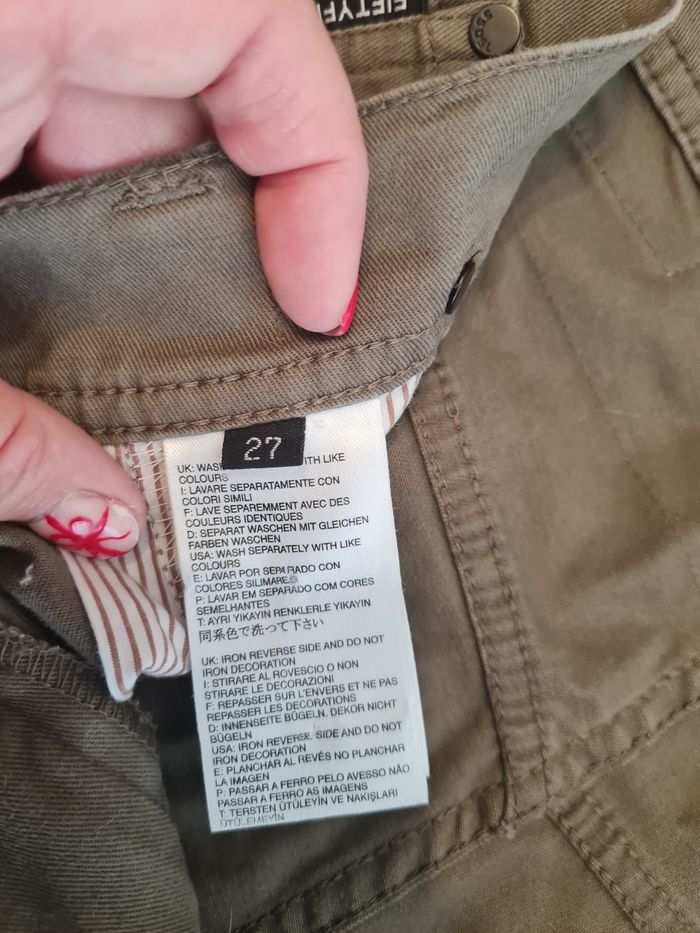 27
UK: WASH ITH LIKE
COLOURS
I: LAVARE SEPARATAMENTE CON
COLORI SIMILI
F: LAVE SEPAREMMENT AVEC DES
COULEURS IDENTIQUES
D: SEPARAT WASCHEN MIT GLEICHEN
FARBEN WASCHEN
USA: WASH SEPARATELY WITH LIKE
COLOURS
E: LAVAR POR SEPARADO CON
COLORES SILIMARES
P: LAVAR EM SEPARADO COM CORES
SEMELHANTES
T: AYRI YIKAYIN RENKLERLE YIKAYIN
同系色で洗って下さい
UK: IRON REVERSE SIDE AND DO NOT
IRON DECORATION
I: STIRARE AL ROVESCIO O NON
STIRARE LE DECORAZIONI
F: REPASSER SUR L'ENVERS ET NE PAS
REPASSER LES DECORATIONS
D: INNENSEITE BÜGELN. DEKOR NICHT
BÜGELN
USA: IRON REVERSE SIDE AND DO NOT
IRON DECORATION
E: PLANCHAR AL REVÉS NO PLANCHAR
LA IMAGEN
P: PASSAR A FERRO PELO AVESSO NÃO
PASSAR A FERRO AS IMAGENS
T: TERSTEN ÜTÜLEYİN VE NAKIŞLARI
ÜTÜLEMEYİN